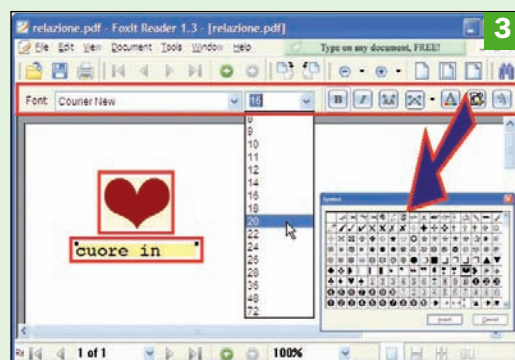 3
relazione.pdf - Foxit Reader 1.3 - [relazione.pdf]
File Edit View Document Tools Window Help Type on any document, FREE!
Font: Courier New 16 B I
8
9
10
11
12
14
16
18
20
22
24
26
28
36
48
72
cuore in
Symbol
Insert Cancel
1 of 1 100%